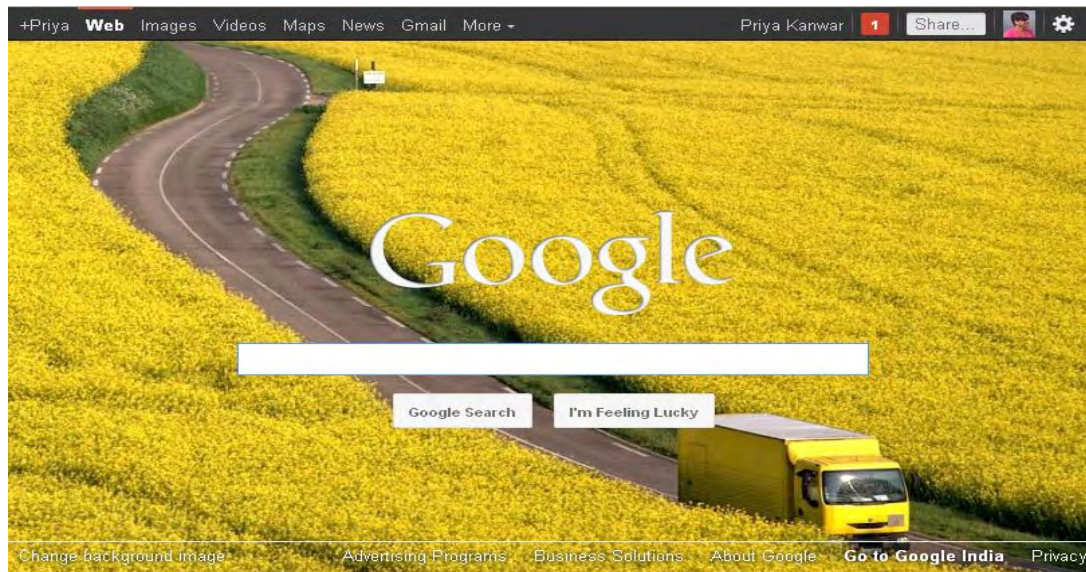 +Priya Web Images Videos Maps News Gmail More Priya Kanwar 1 Share...
Google
Google Search I'm Feeling Lucky
Change background image Advertising Programs Business Solutions About Google Go to Google India Privacy